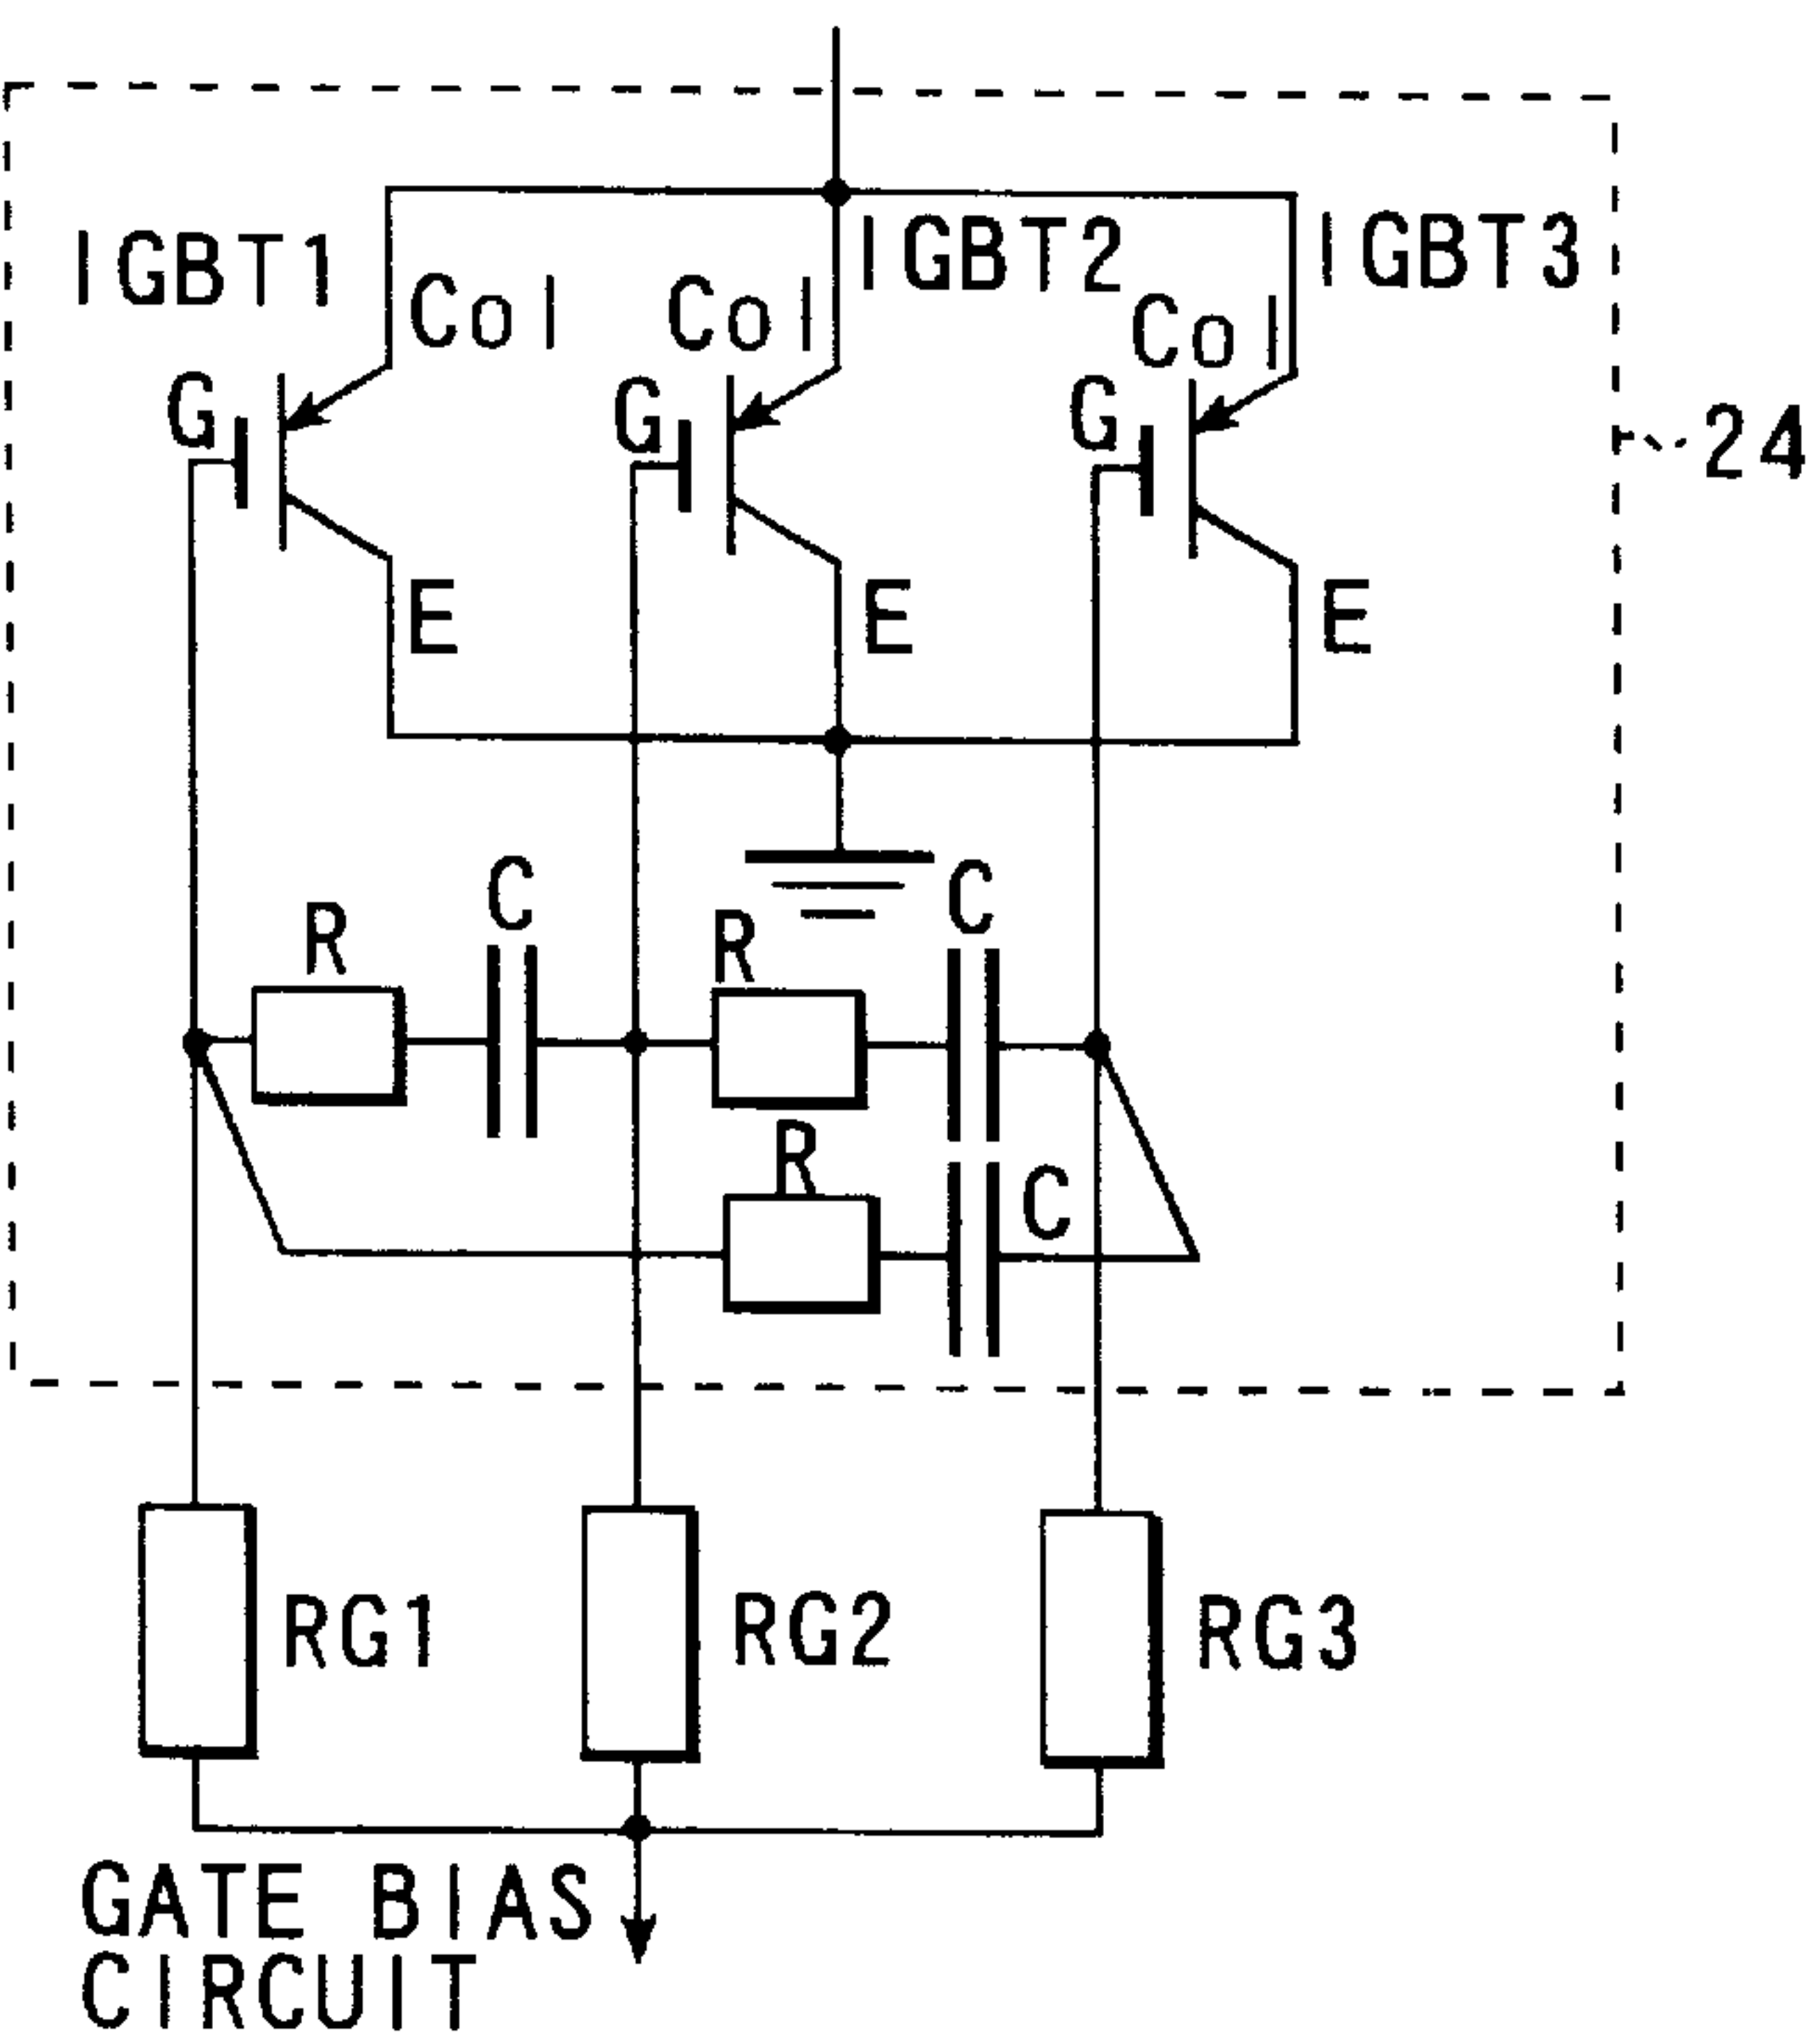 IGBT1
IGBT2
IGBT3
Col
Col
Col
G
G
G
24
E
E
E
R
C
R
C
R
C
RG1
RG2
RG3
GATE BIAS
CIRCUIT